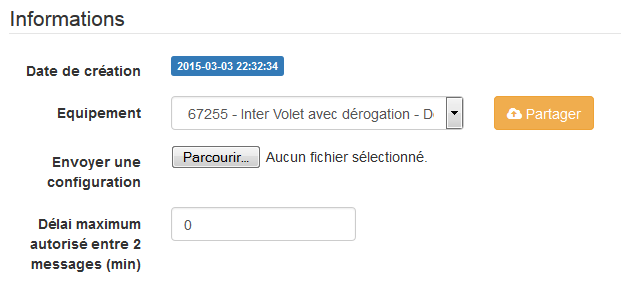 Informations
Date de création 2015-03-03 22:32:34
Equipement 67255 - Inter Volet avec dérogation - D Partager
Envoyer une
configuration
Parcourir... Aucun fichier sélectionné.
Délai maximum
autorisé entre 2
messages (min)
0